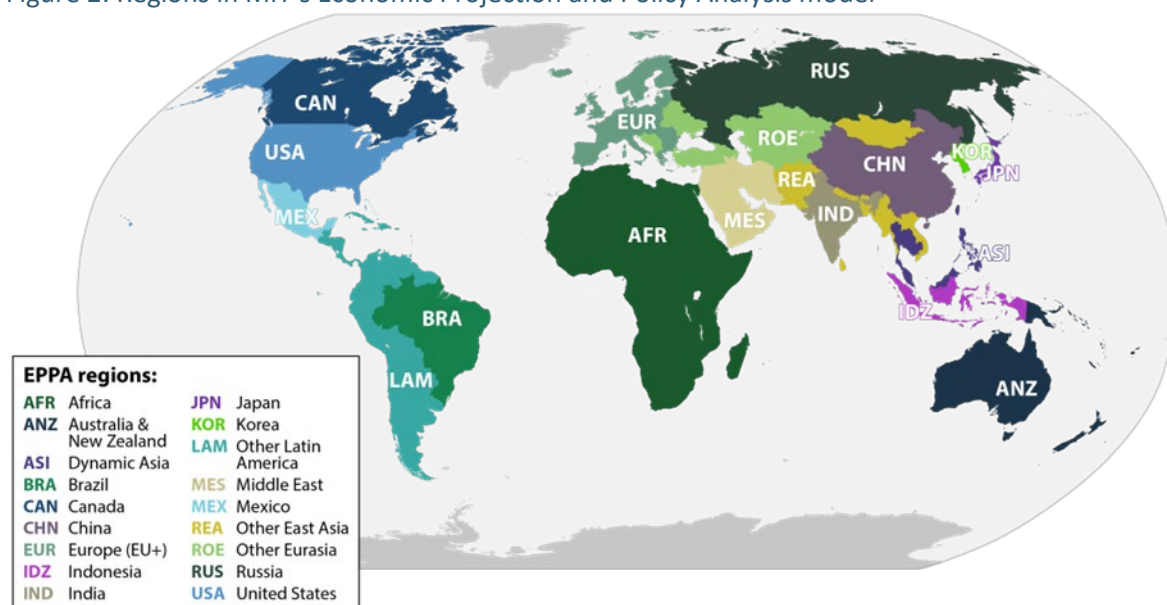 Figure 2: Regions in MIT's Economic Projection and Policy Analysis model
RUS
CAN
EUR
ROE
USA
KOR
CHN
JPN
REA
MEX
IND
MES
AFR
ASI
IDZ
BRA
LAM
ANZ
EPPA regions:
AFR Africa
ANZ Australia &
New Zealand
ASI Dynamic Asia
BRA Brazil
CAN Canada
CHN China
EUR Europe (EU+)
IDZ Indonesia
IND India
JPN Japan
KOR Korea
LAM Other Latin
America
MES Middle East
MEX Mexico
REA Other East Asia
ROE Other Eurasia
RUS Russia
USA United States